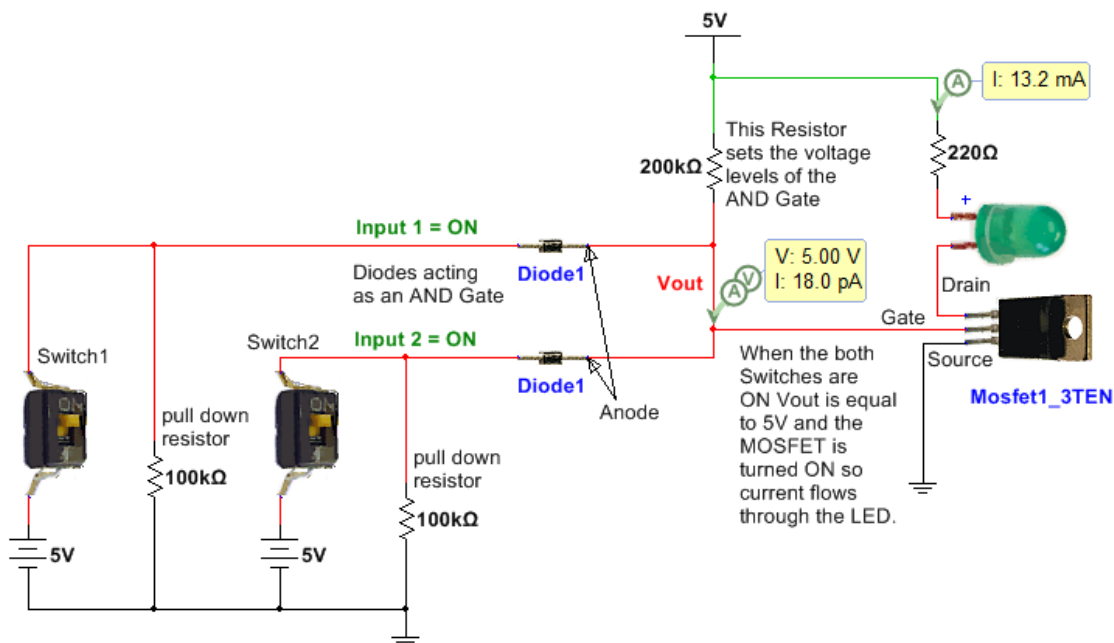 5V
I: 13.2 mA
This Resistor
sets the voltage
levels of the
AND Gate
200kΩ
220Ω
+
Input 1 = ON
Diode1
Diodes acting
as an AND Gate
Vout
V: 5.00 V
I: 18.0 pA
A
V
A
Drain
Gate
Source
Mosfet1_3TEN
Input 2 = ON
Diode1
Anode
When the both
Switches are
ON Vout is equal
to 5V and the
MOSFET is
turned ON so
current flows
through the LED.
Switch1
ON
pull down
resistor
100kΩ
5V
Switch2
ON
pull down
resistor
100kΩ
5V